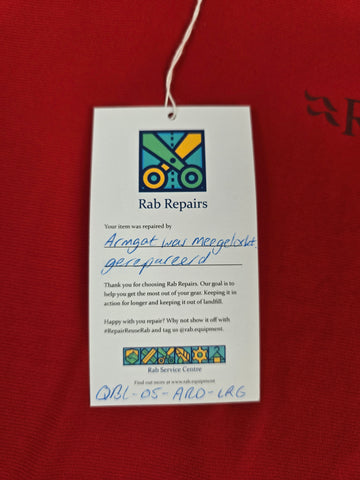 Rab Repairs
Your item was repaired by
Armgat was meegelockt.
gerepareerd
Thank you for choosing Rab Repairs. Our goal is to
help you get the most out of your gear. Keeping it in
action for longer and keeping it out of landfill.
Happy with you repair? Why not show it off with
#RepairReuseRab and tag us @rab.equipment.
Rab Service Centre
Find out more at www.rab.equipment
QBL-05-ARD-LRG